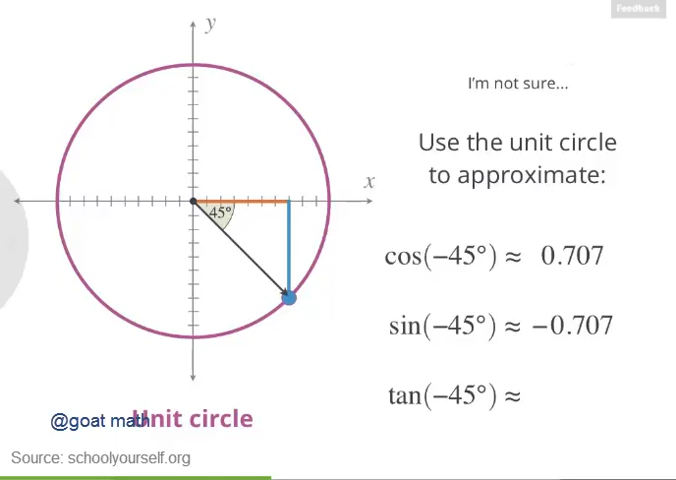 Feedback
y
I'm not sure...
Use the unit circle
to approximate:
x
45°
cos(−45°) ≈ 0.707
sin(−45°) ≈ −0.707
tan(−45°) ≈
@goat math
Unit circle
Source: schoolyourself.org